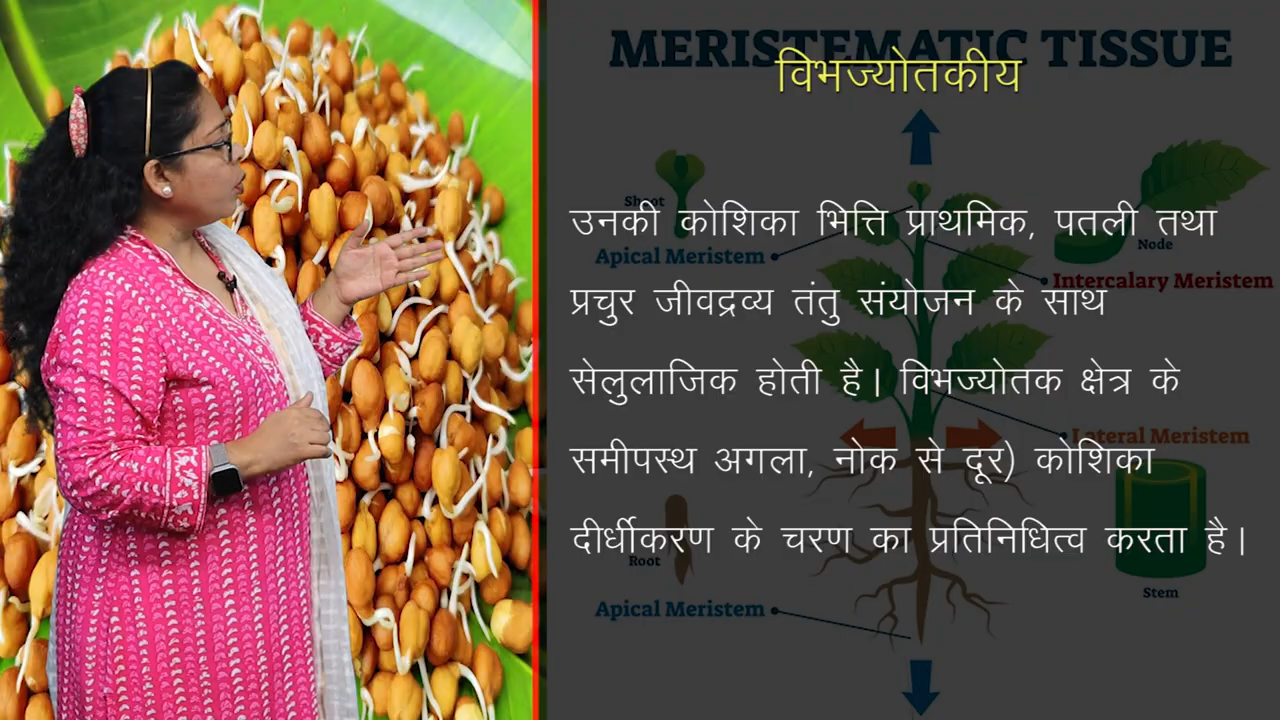 MERISTEMATIC TISSUE
विभज्योतकीय
Shoot
उनकी कोशिका भित्ति प्राथमिक, पतली तथा
Apical Meristem
Node
Intercalary Meristem
प्रचुर जीवद्रव्य तंतु संयोजन के साथ
सेलुलाजिक होती है। विभज्योतक क्षेत्र के
Lateral Meristem
समीपस्थ अगला, नोक से दूर) कोशिका
दीर्धीकरण के चरण का प्रतिनिधित्व करता है।
Root
Stem
Apical Meristem